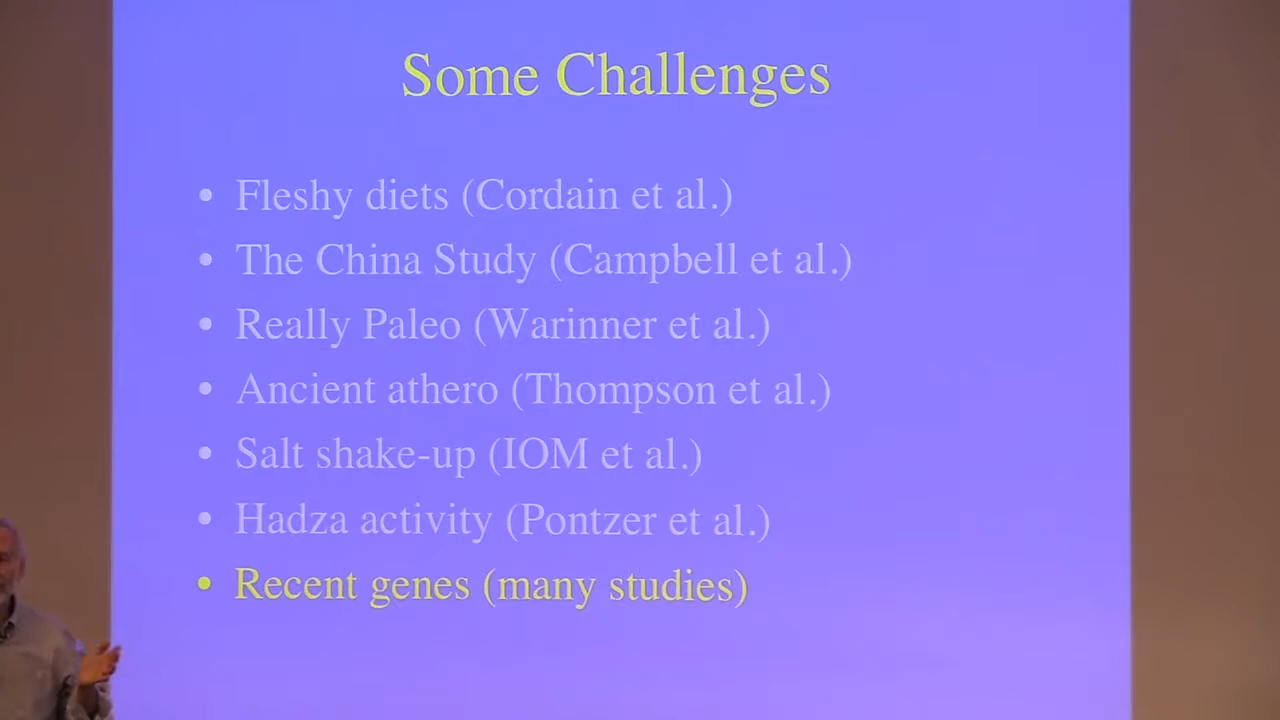 Some Challenges
• Fleshy diets (Cordain et al.)
• The China Study (Campbell et al.)
• Really Paleo (Warinner et al.)
• Ancient athero (Thompson et al.)
• Salt shake-up (IOM et al.)
• Hadza activity (Pontzer et al.)
• Recent genes (many studies)